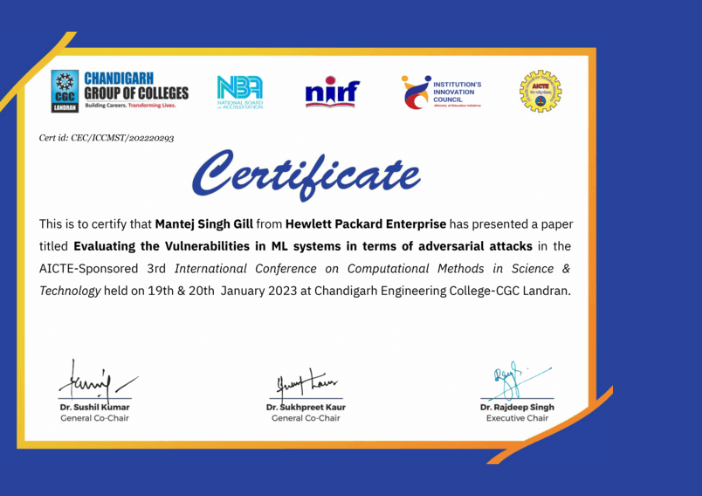 CHANDIGARH
GROUP OF COLLEGES
Building Careers. Transforming Lives.
CGC
LANDRAN
NBA
NATIONAL BOARD
of ACCREDITATION
nirf
INSTITUTION'S
INNOVATION
COUNCIL
(Ministry of Education Initiative)
AICTE
Cert id: CEC/ICCMST/202220293
Certificate
This is to certify that Mantej Singh Gill from Hewlett Packard Enterprise has presented a paper
titled Evaluating the Vulnerabilities in ML systems in terms of adversarial attacks in the
AICTE-Sponsored 3rd International Conference on Computational Methods in Science &
Technology held on 19th & 20th January 2023 at Chandigarh Engineering College-CGC Landran.
Dr. Sushil Kumar
General Co-Chair
Dr. Sukhpreet Kaur
General Co-Chair
Dr. Rajdeep Singh
Executive Chair